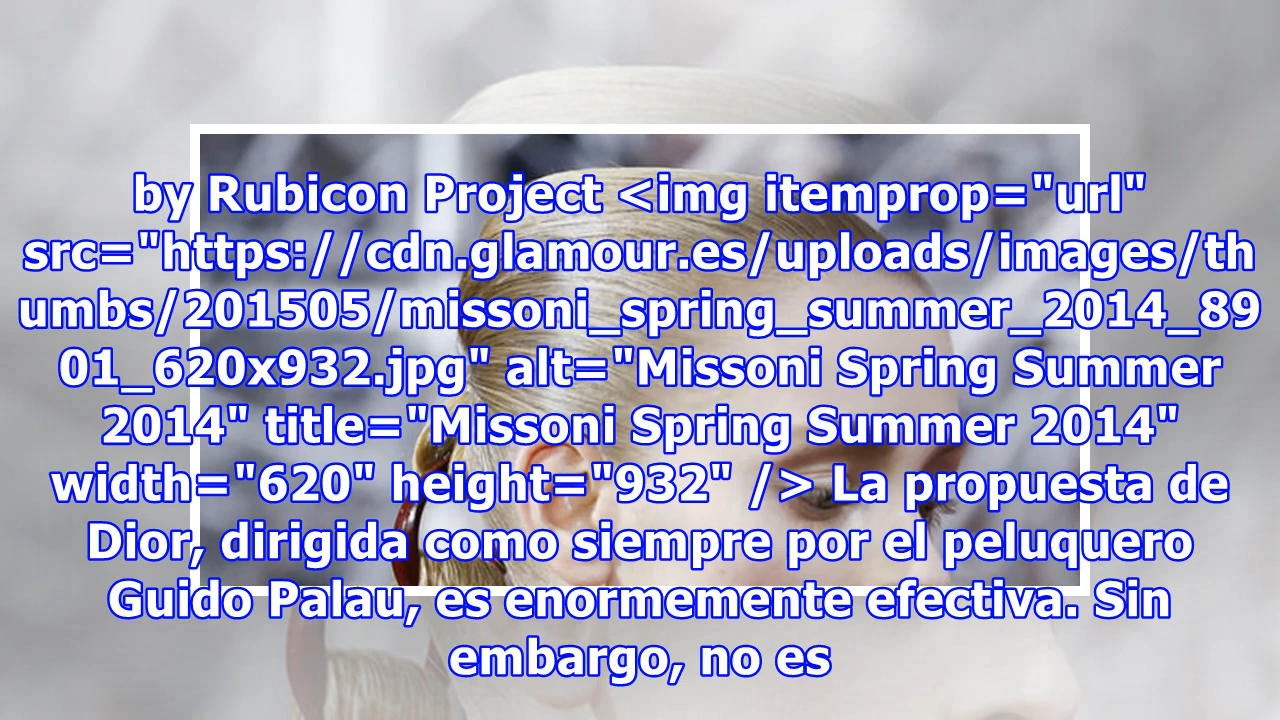 by Rubicon Project <img itemprop="url"
src="https://cdn.glamour.es/uploads/images/th
umbs/201505/missoni_spring_summer_2014_89
01_620x932.jpg" alt="Missoni Spring Summer
2014" title="Missoni Spring Summer 2014"
width="620" height="932" /> La propuesta de
Dior, dirigida como siempre por el peluquero
Guido Palau, es enormemente efectiva. Sin
embargo, no es